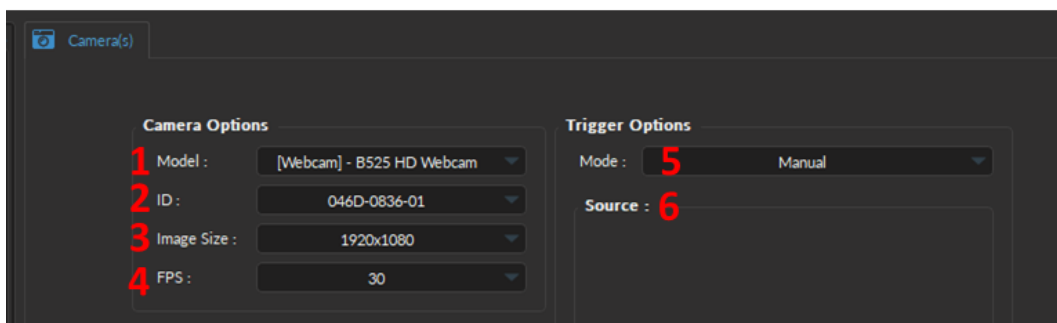 Camera(s)
Camera Options
1 Model : [Webcam] - B525 HD Webcam
2 ID : 046D-0836-01
3 Image Size : 1920x1080
4 FPS : 30
Trigger Options
Mode : 5 Manual
Source : 6